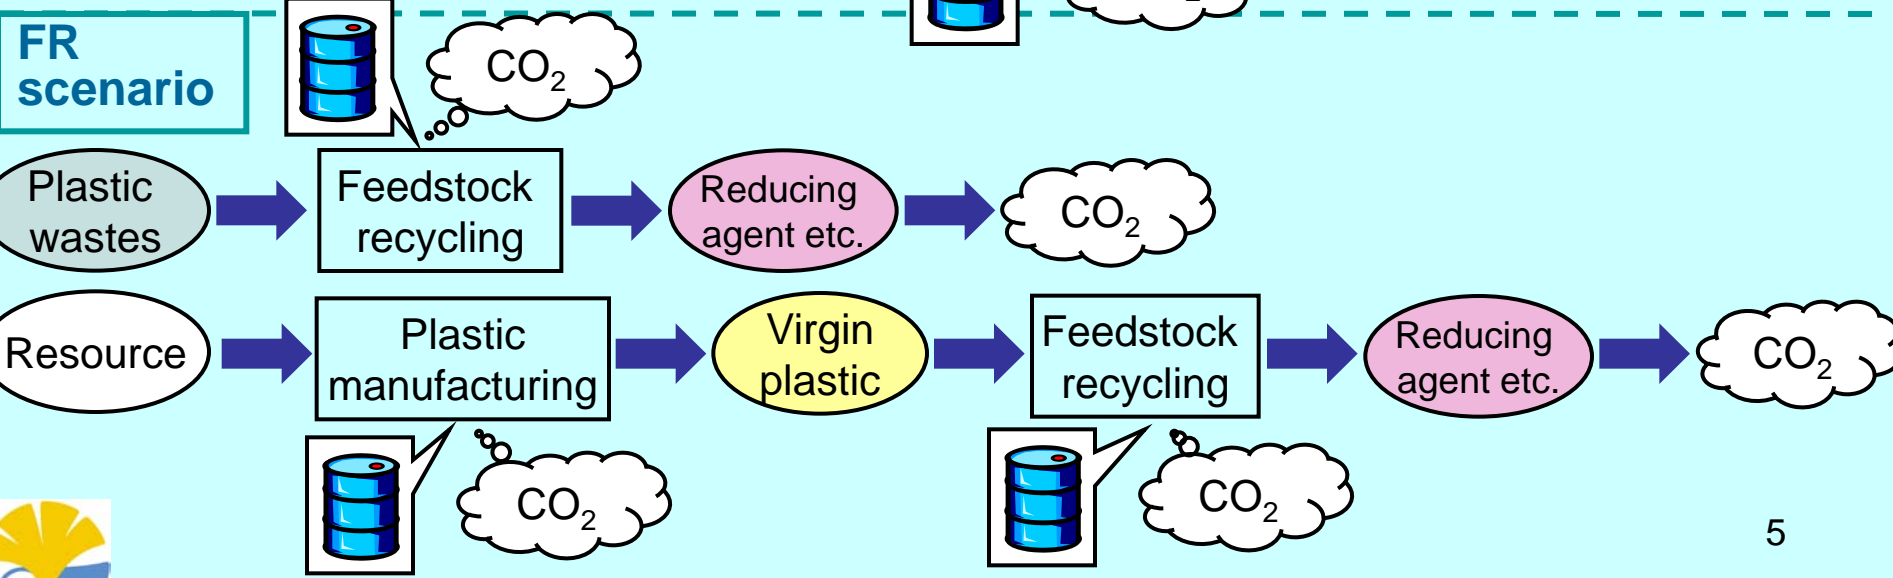 FR
scenario
CO₂
Plastic
wastes
Feedstock
recycling
Reducing
agent etc.
CO₂
Resource
Plastic
manufacturing
Virgin
plastic
Feedstock
recycling
Reducing
agent etc.
CO₂
CO₂
CO₂
5